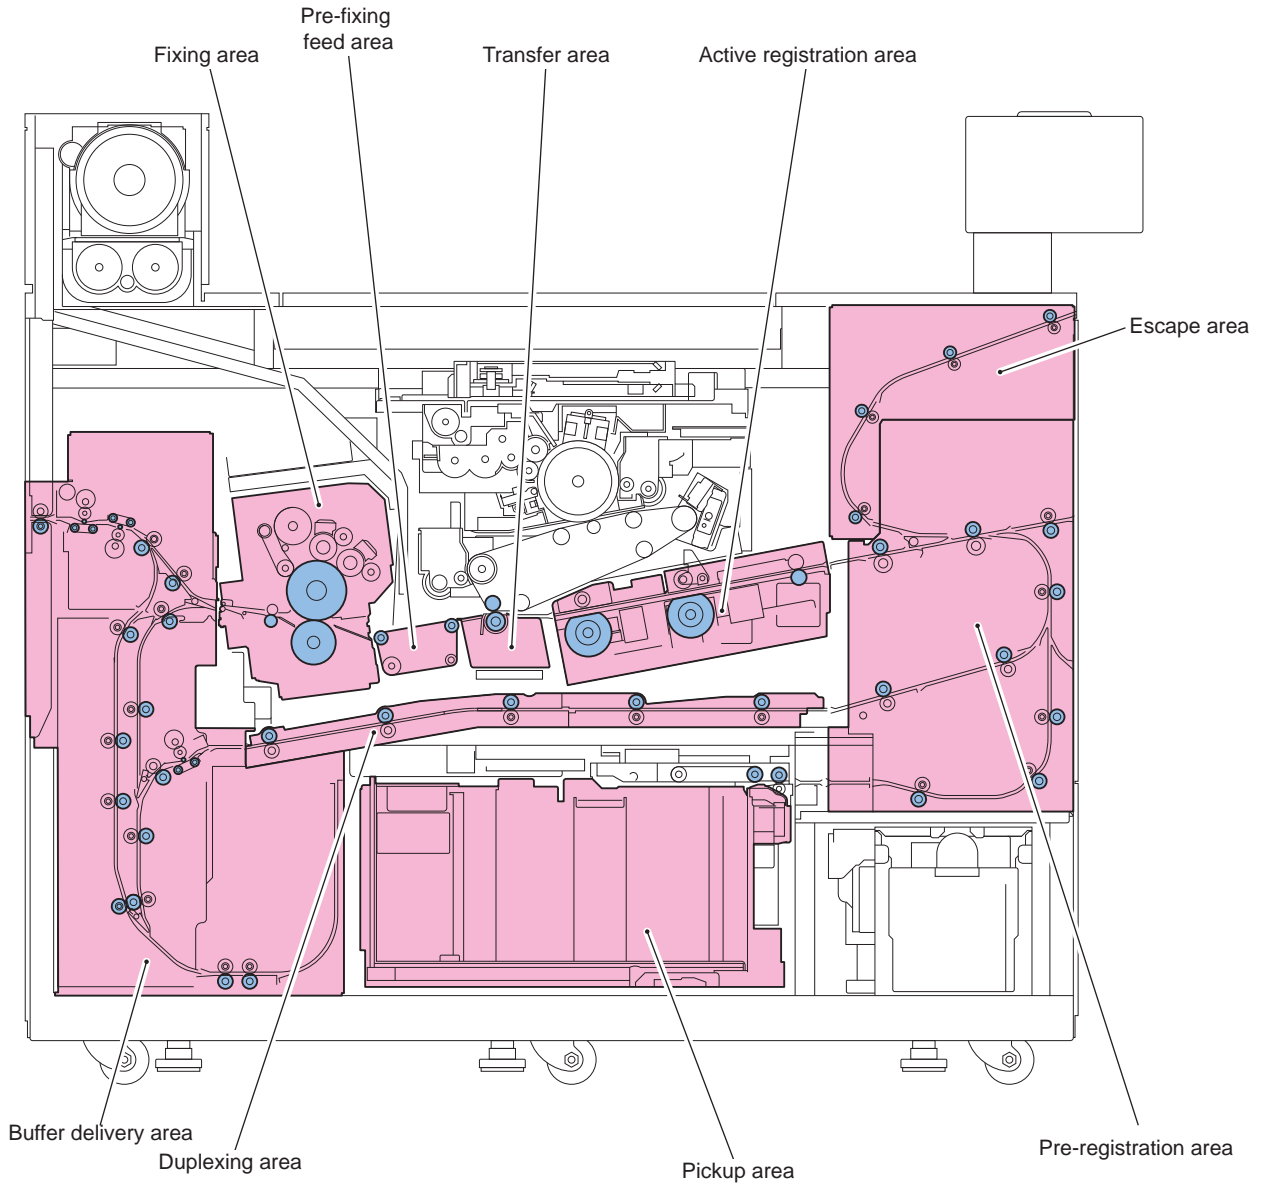 Pre-fixing
feed area
Fixing area
Transfer area
Active registration area
Escape area
Buffer delivery area
Duplexing area
Pickup area
Pre-registration area